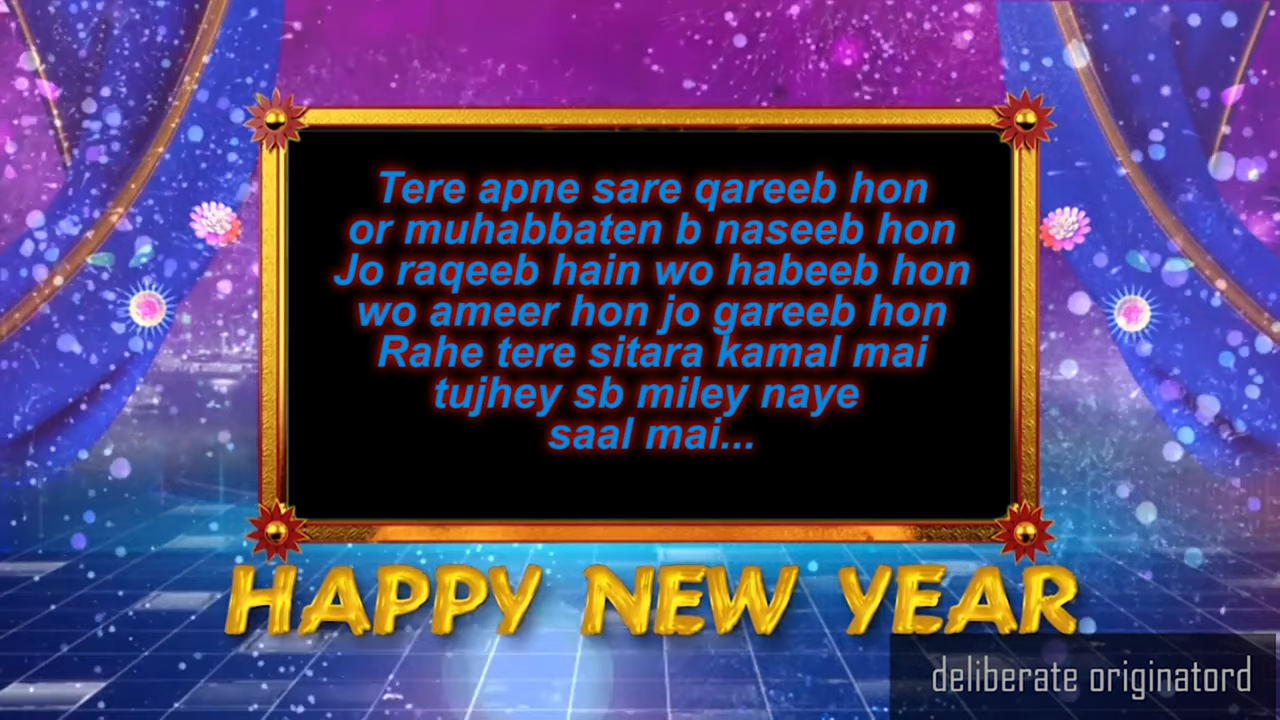 Tere apne sare qareeb hon
or muhabbaten b naseeb hon
Jo raqeeb hain wo habeeb hon
wo ameer hon jo gareeb hon
Rahe tere sitara kamal mai
tujhey sb miley naye
saal mai...
HAPPY NEW YEAR
deliberate originatord